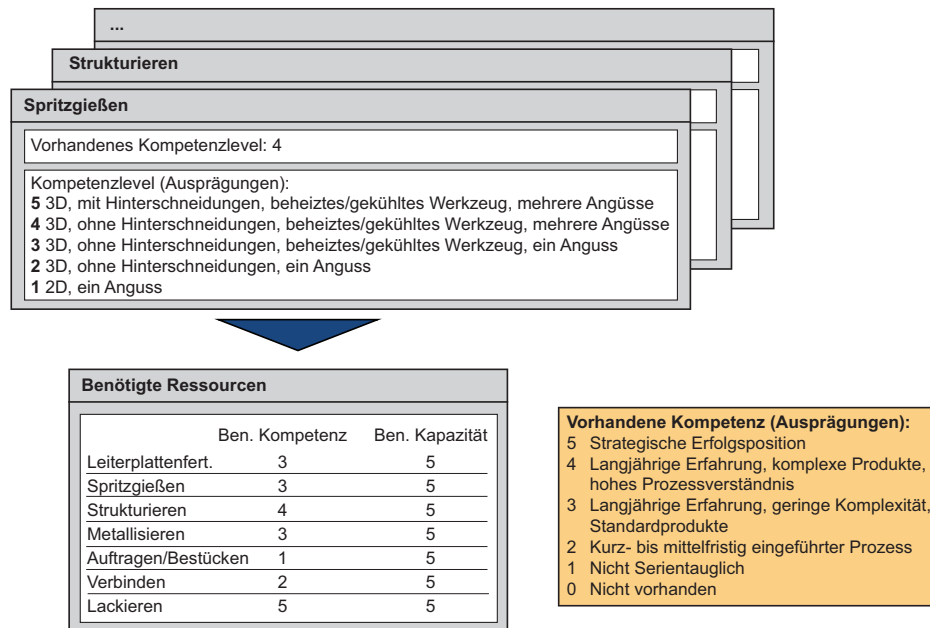 ...
Strukturieren
Spritzgießen
Vorhandenes Kompetenzlevel: 4
Kompetenzlevel (Ausprägungen):
5 3D, mit Hinterschneidungen, beheiztes/gekühltes Werkzeug, mehrere Angüsse
4 3D, ohne Hinterschneidungen, beheiztes/gekühltes Werkzeug, mehrere Angüsse
3 3D, ohne Hinterschneidungen, beheiztes/gekühltes Werkzeug, ein Anguss
2 3D, ohne Hinterschneidungen, ein Anguss
1 2D, ein Anguss
Benötigte Ressourcen
Ben. Kompetenz Ben. Kapazität
Leiterplattenfert. 3 5
Spritzgießen 3 5
Strukturieren 4 5
Metallisieren 3 5
Auftragen/Bestücken 1 5
Verbinden 2 5
Lackieren 5 5
Vorhandene Kompetenz (Ausprägungen):
5 Strategische Erfolgsposition
4 Langjährige Erfahrung, komplexe Produkte,
hohes Prozessverständnis
3 Langjährige Erfahrung, geringe Komplexität,
Standardprodukte
2 Kurz- bis mittelfristig eingeführter Prozess
1 Nicht Serientauglich
0 Nicht vorhanden